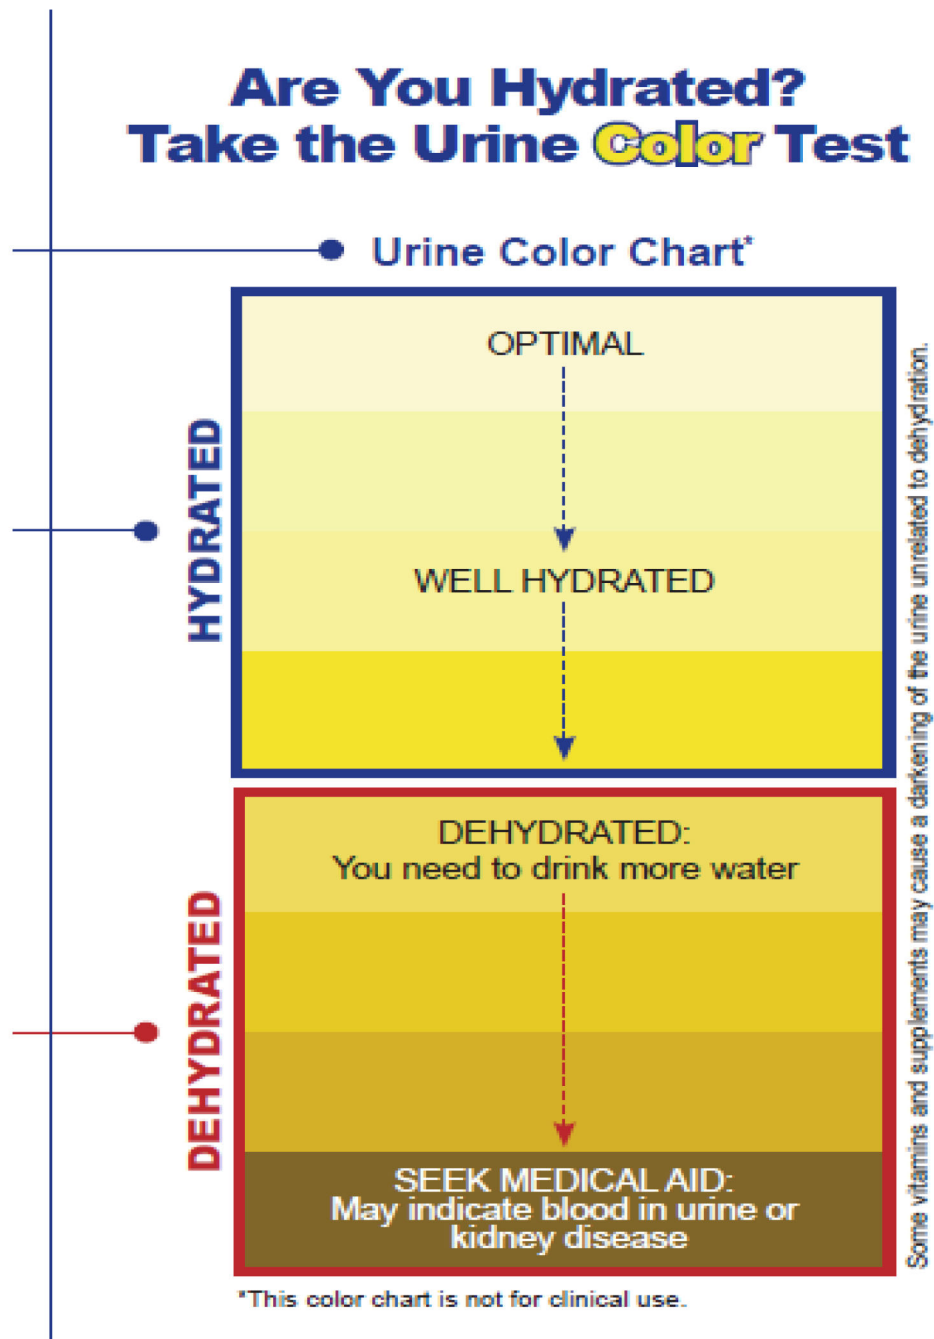 Are You Hydrated?
Take the Urine Color Test
Urine Color Chart*
HYDRATED
OPTIMAL
WELL HYDRATED
DEHYDRATED
DEHYDRATED:
You need to drink more water
SEEK MEDICAL AID:
May indicate blood in urine or
kidney disease
Some vitamins and supplements may cause a darkening of the urine unrelated to dehydration.
*This color chart is not for clinical use.